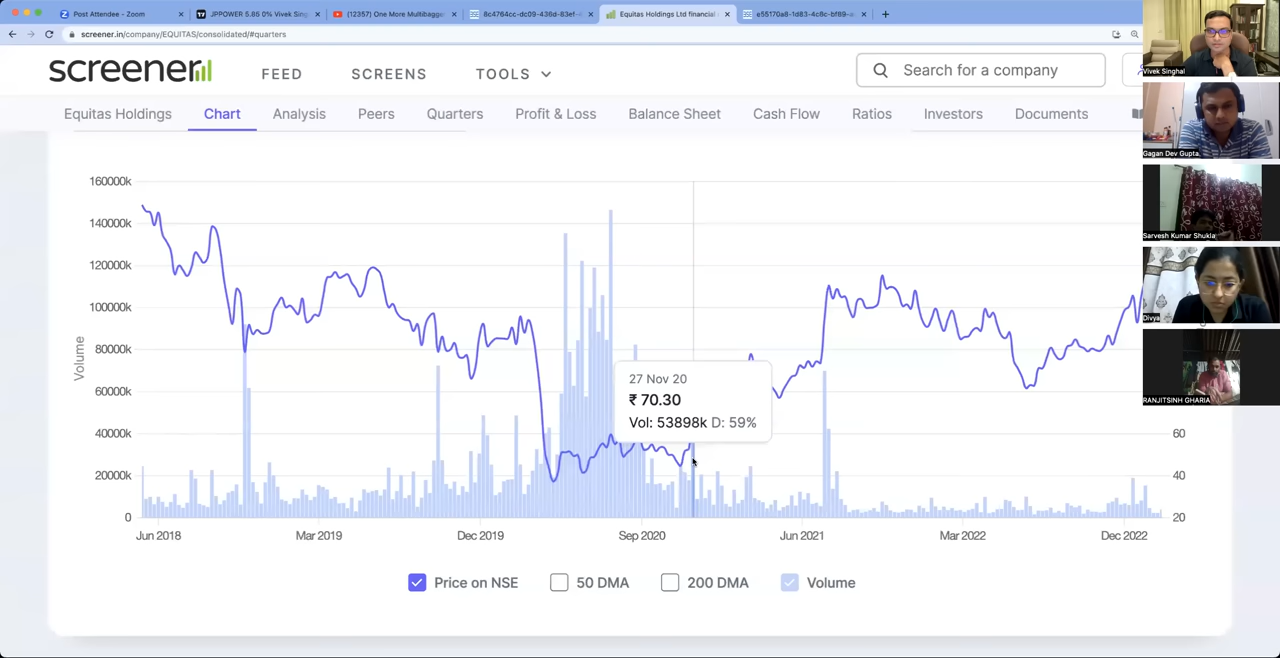 Post Attendee - Zoom
JPPOWER 5.85 0% Vivek Sing
(12357) One More Multibagge
8c4764cc-dc09-436d-83ef-
Equitas Holdings Ltd financial
e55170a8-1d83-4c8c-bf89-a
screener.in/company/EQUITAS/consolidated/#quarters
screener
FEED
SCREENS
TOOLS
Search for a company
Equitas Holdings
Chart
Analysis
Peers
Quarters
Profit & Loss
Balance Sheet
Cash Flow
Ratios
Investors
Documents
160000k
140000k
120000k
100000k
80000k
60000k
40000k
20000k
0
Volume
27 Nov 20
₹ 70.30
Vol: 53898k D: 59%
60
40
20
Jun 2018
Mar 2019
Dec 2019
Sep 2020
Jun 2021
Mar 2022
Dec 2022
Price on NSE
50 DMA
200 DMA
Volume
Vivek Singhal
Gagan Dev Gupta
Sarvesh Kumar Shukla
Divya
RANJITSINH GHARIA